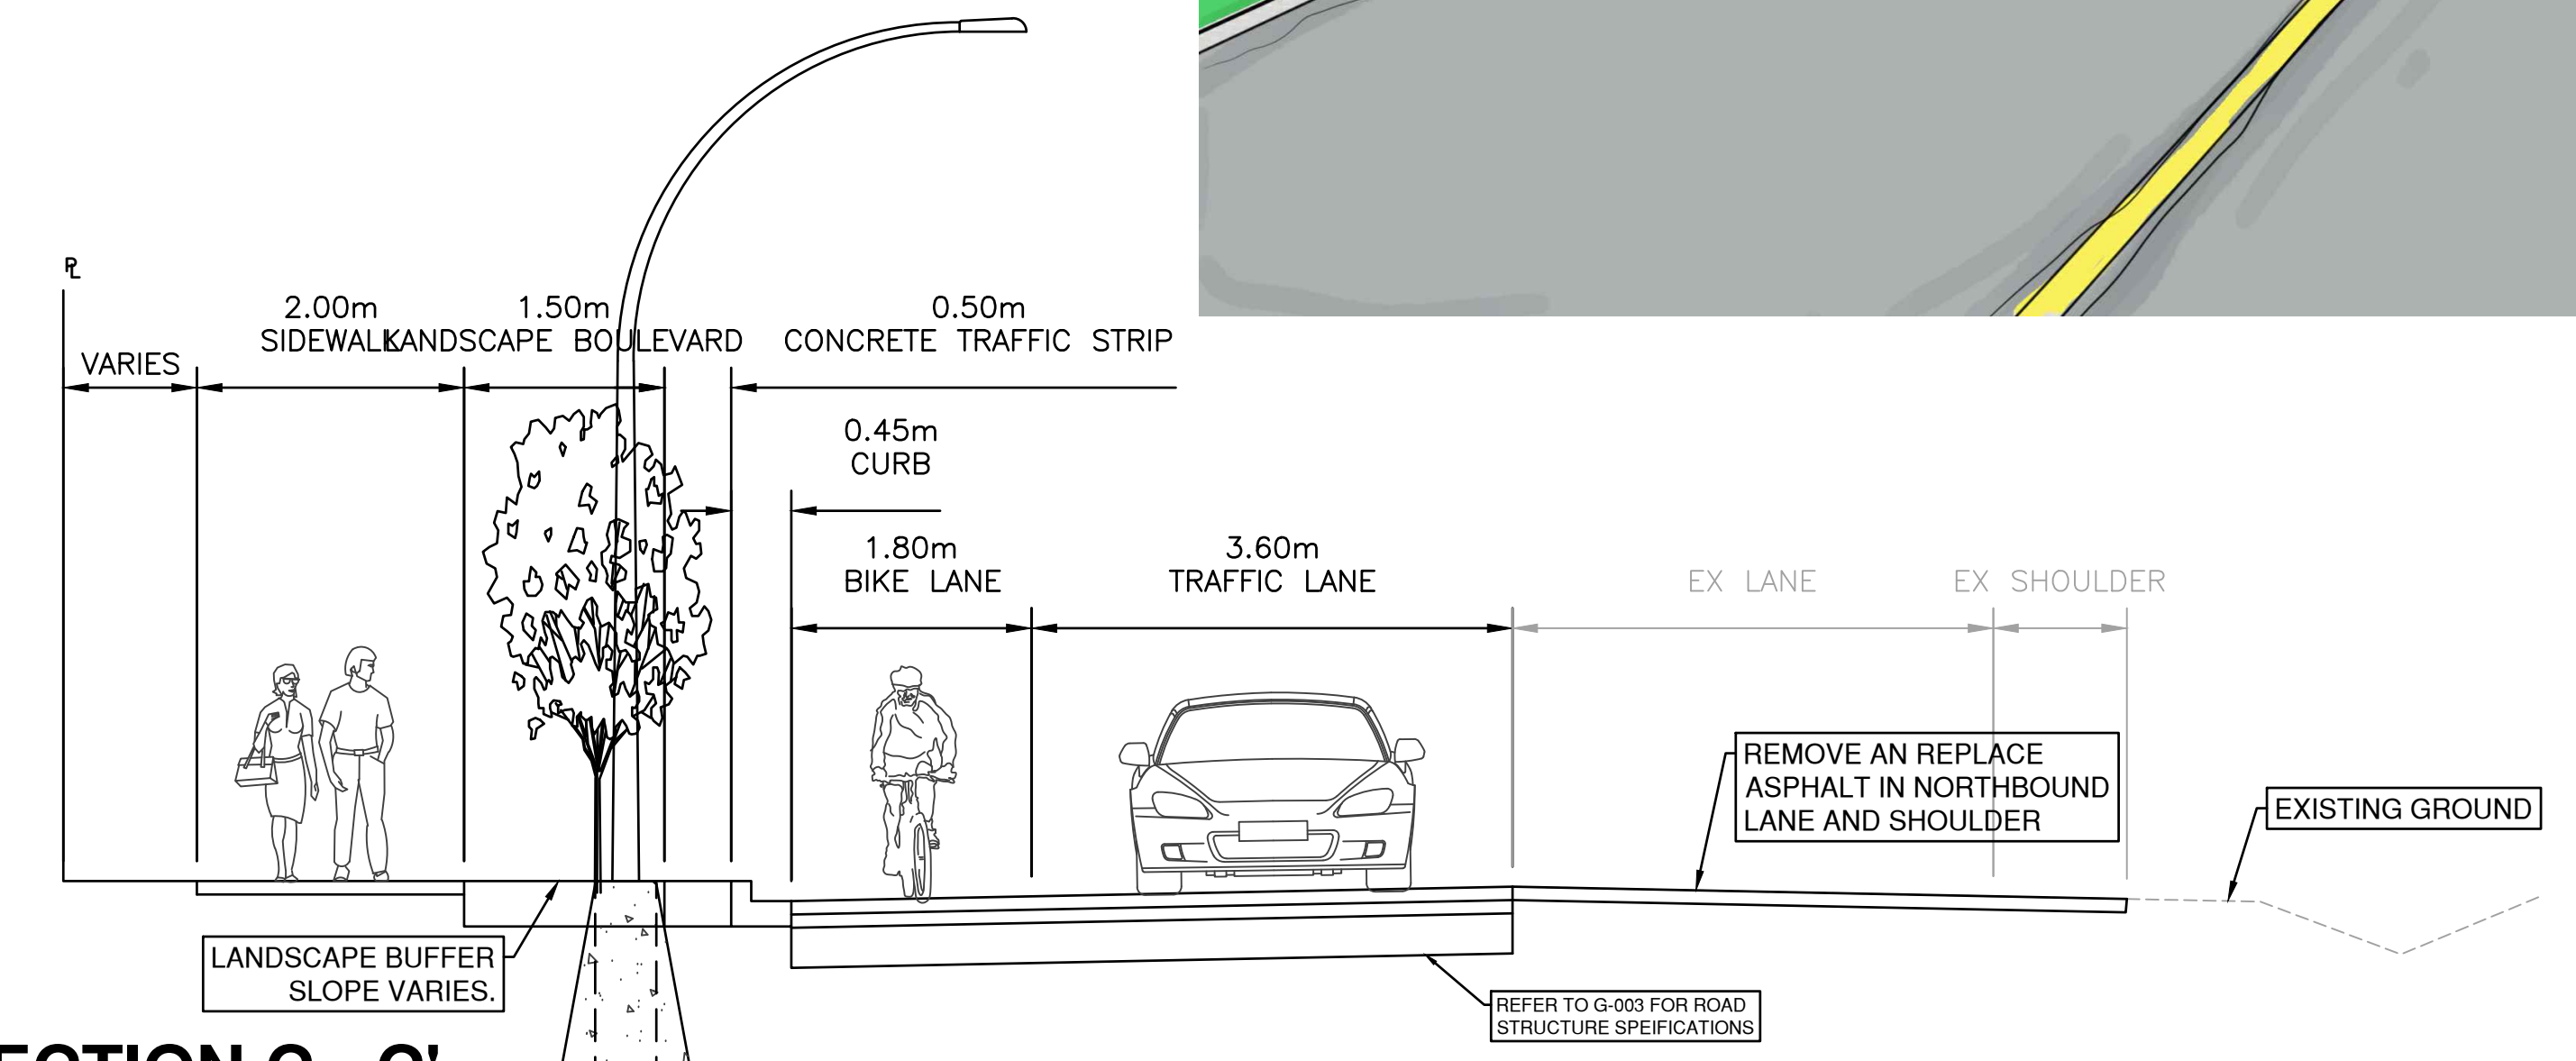 PL
2.00m
SIDEWALK
1.50m
LANDSCAPE BOULEVARD
0.50m
CONCRETE TRAFFIC STRIP
VARIES
0.45m
CURB
1.80m
BIKE LANE
3.60m
TRAFFIC LANE
EX LANE
EX SHOULDER
REMOVE AN REPLACE
ASPHALT IN NORTHBOUND
LANE AND SHOULDER
EXISTING GROUND
LANDSCAPE BUFFER
SLOPE VARIES.
REFER TO G-003 FOR ROAD
STRUCTURE SPEIFICATIONS